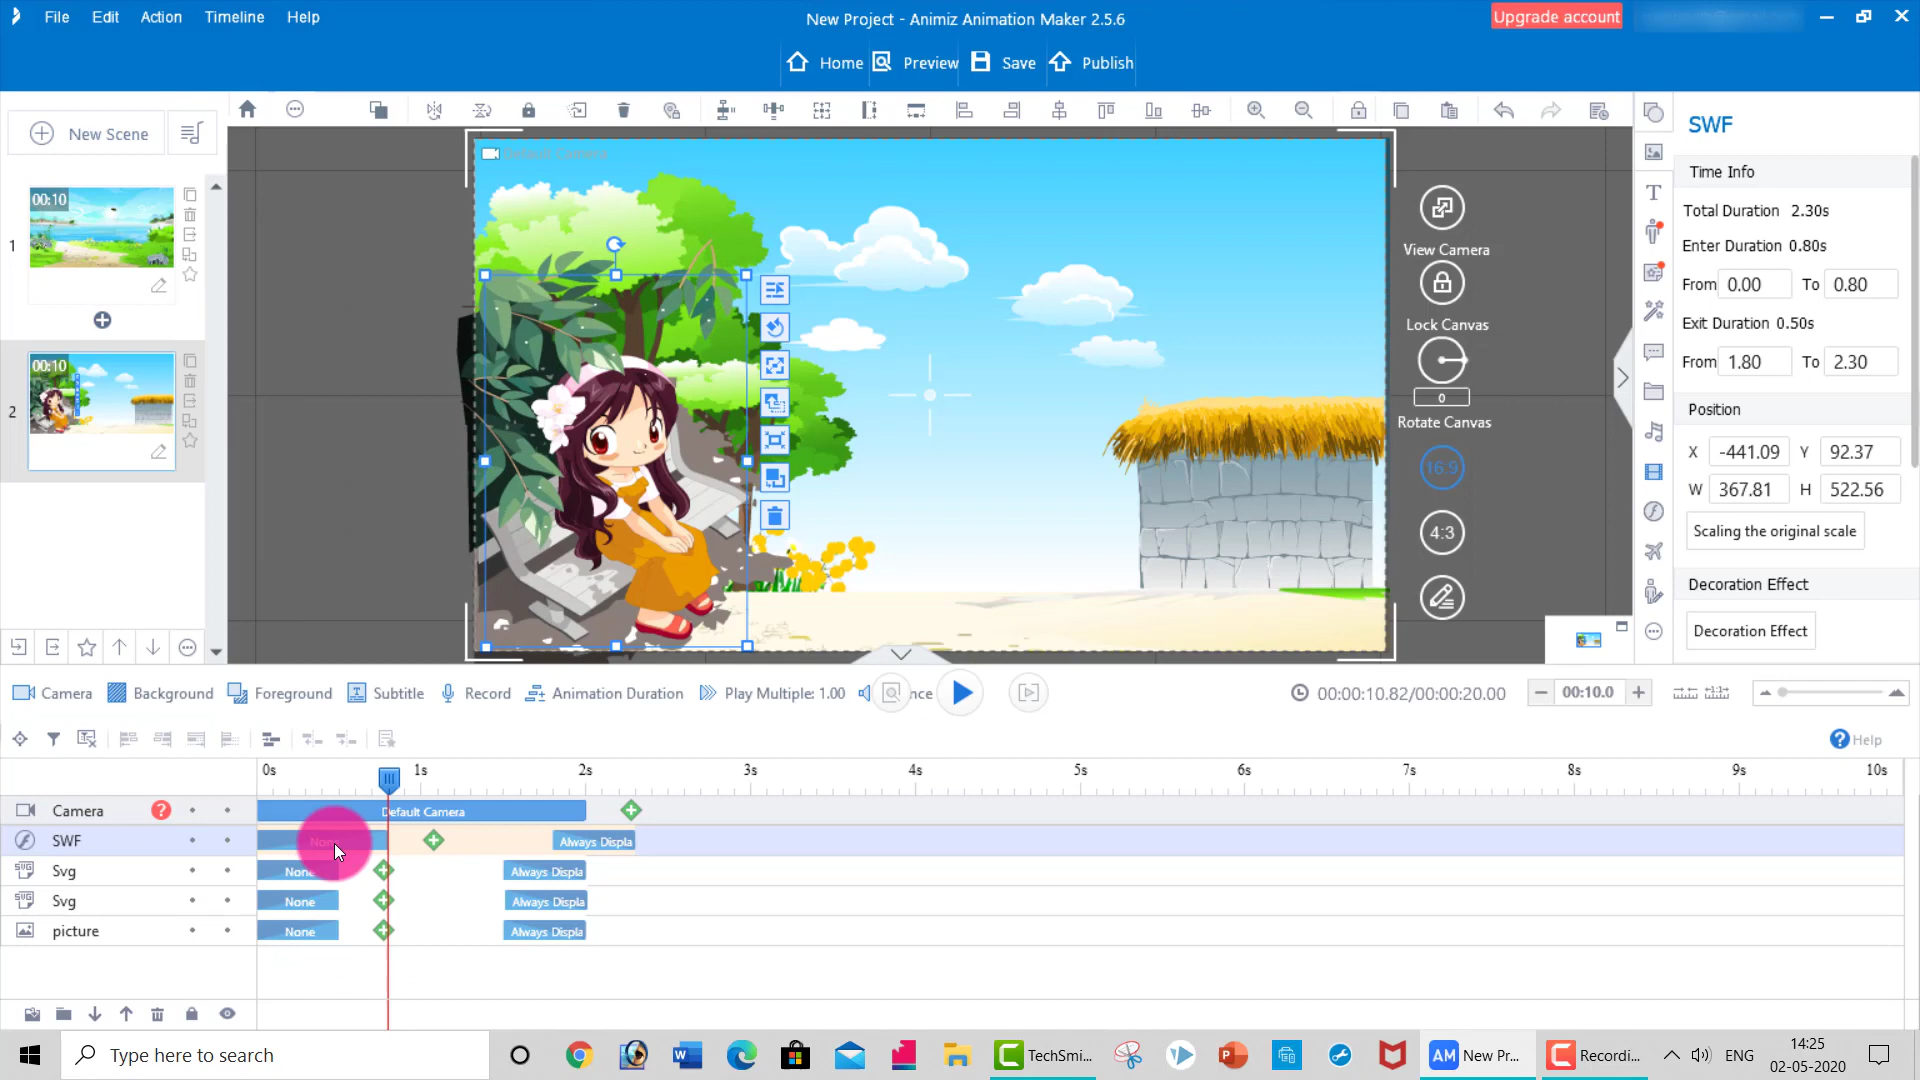 File Edit Action Timeline Help
New Project - Animiz Animation Maker 2.5.6
Upgrade account
Home Preview Save Publish
New Scene
SWF
Default Camera
Time Info
00:10
Total Duration 2.30s
1
Enter Duration 0.80s
View Camera
From 0.00 To 0.80
Lock Canvas
Exit Duration 0.50s
00:10
From 1.80 To 2.30
0
2
Rotate Canvas
Position
X -441.09 Y 92.37
16:9
W 367.81 H 522.56
4:3
Scaling the original scale
Decoration Effect
Decoration Effect
Camera Background Foreground Subtitle Record Animation Duration Play Multiple: 1.00 nce
00:00:10.82/00:00:20.00
00:10.0
Help
0s 1s 2s 3s 4s 5s 6s 7s 8s 9s 10s
Camera ? Default Camera
SWF None Always Displa
SVG Svg None Always Displa
SVG Svg None Always Displa
picture None Always Displa
Type here to search
TechSmi...
AM New Pr...
Recordi...
ENG
14:25
02-05-2020